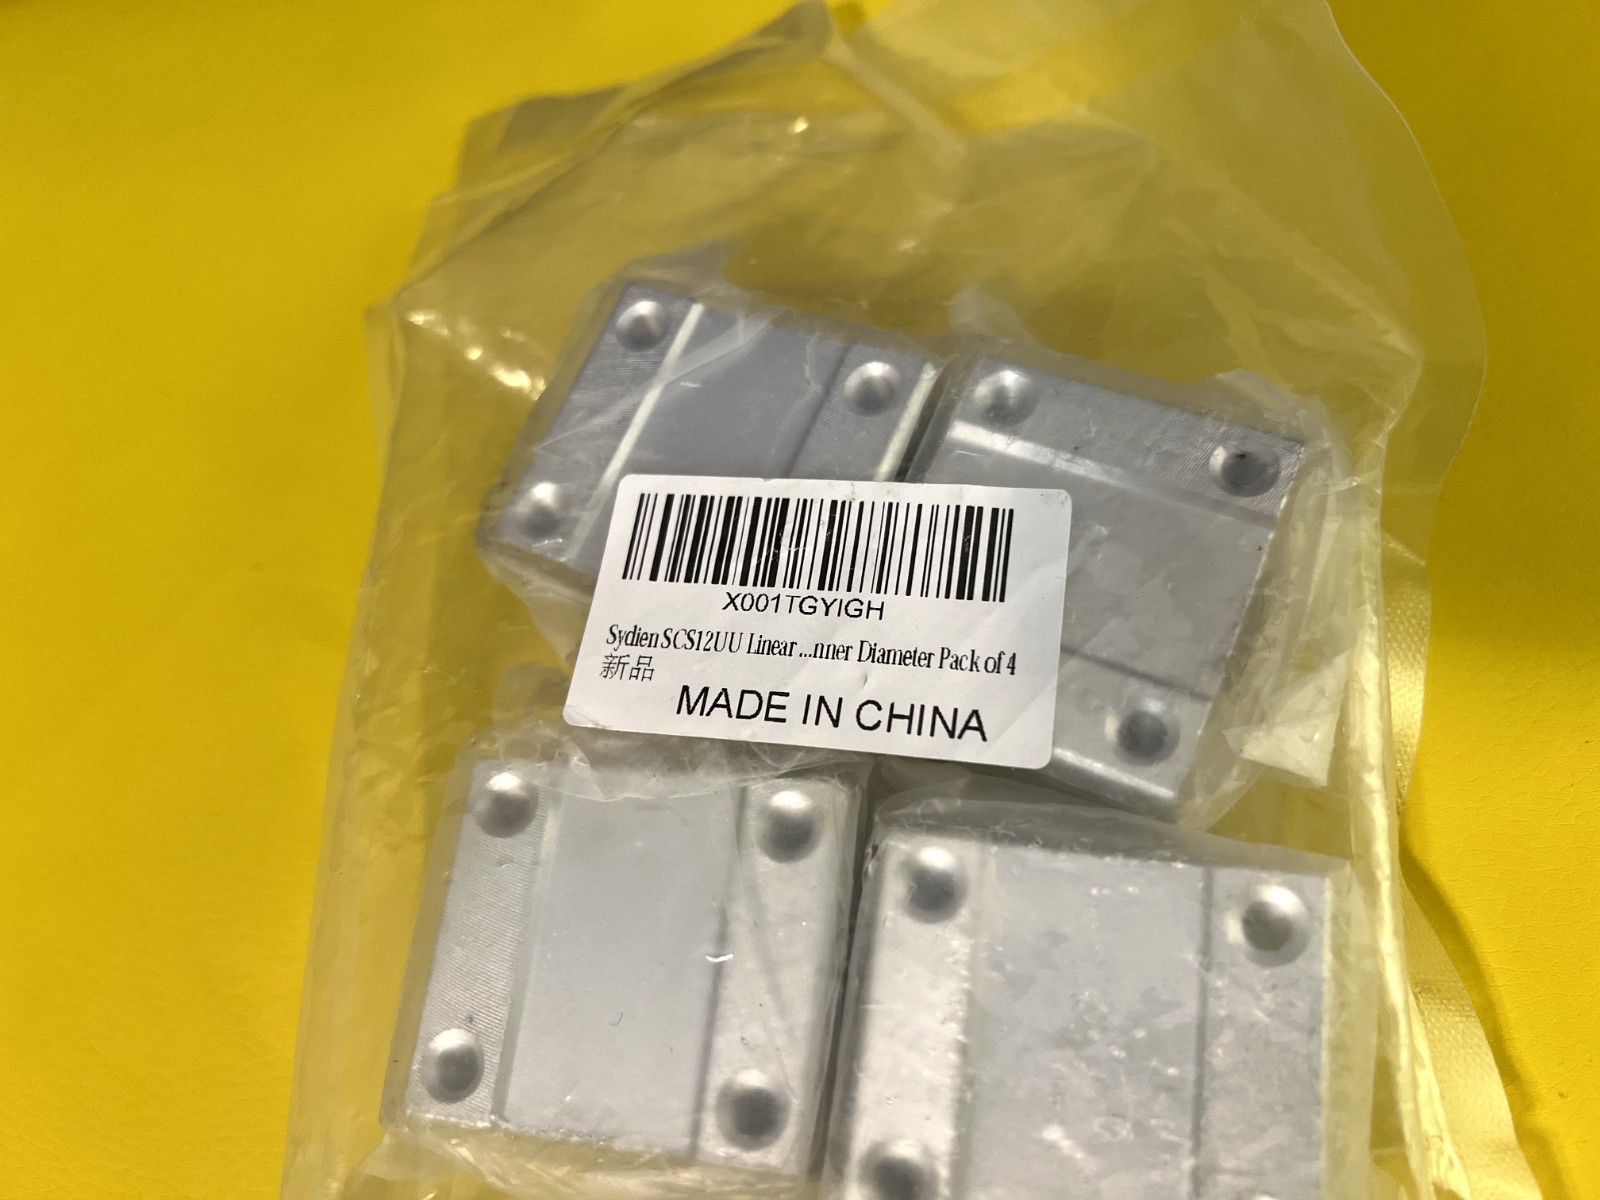 X001TGYIGH
Sydien SCS12UU Linear ...nner Diameter Pack of 4
新品
MADE IN CHINA